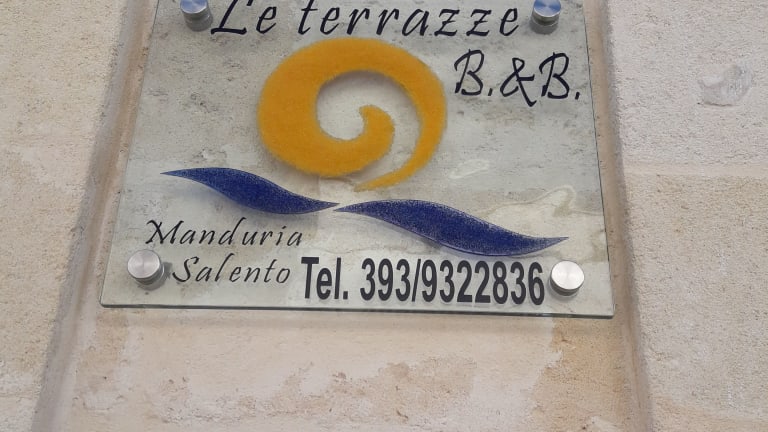 Le terrazze
B.&B.
Manduria
Salento
Tel. 393/9322836